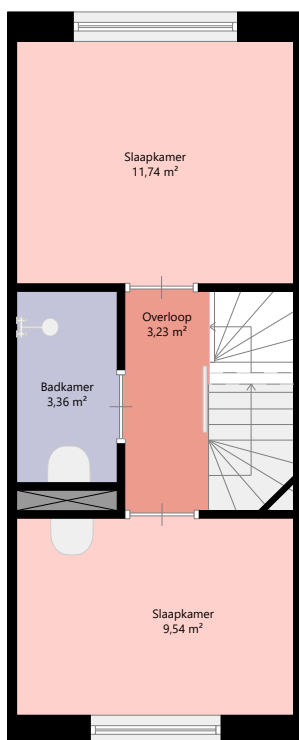 Slaapkamer
11,74 m²
Overloop
3,23 m²
Badkamer
3,36 m²
Slaapkamer
9,54 m²